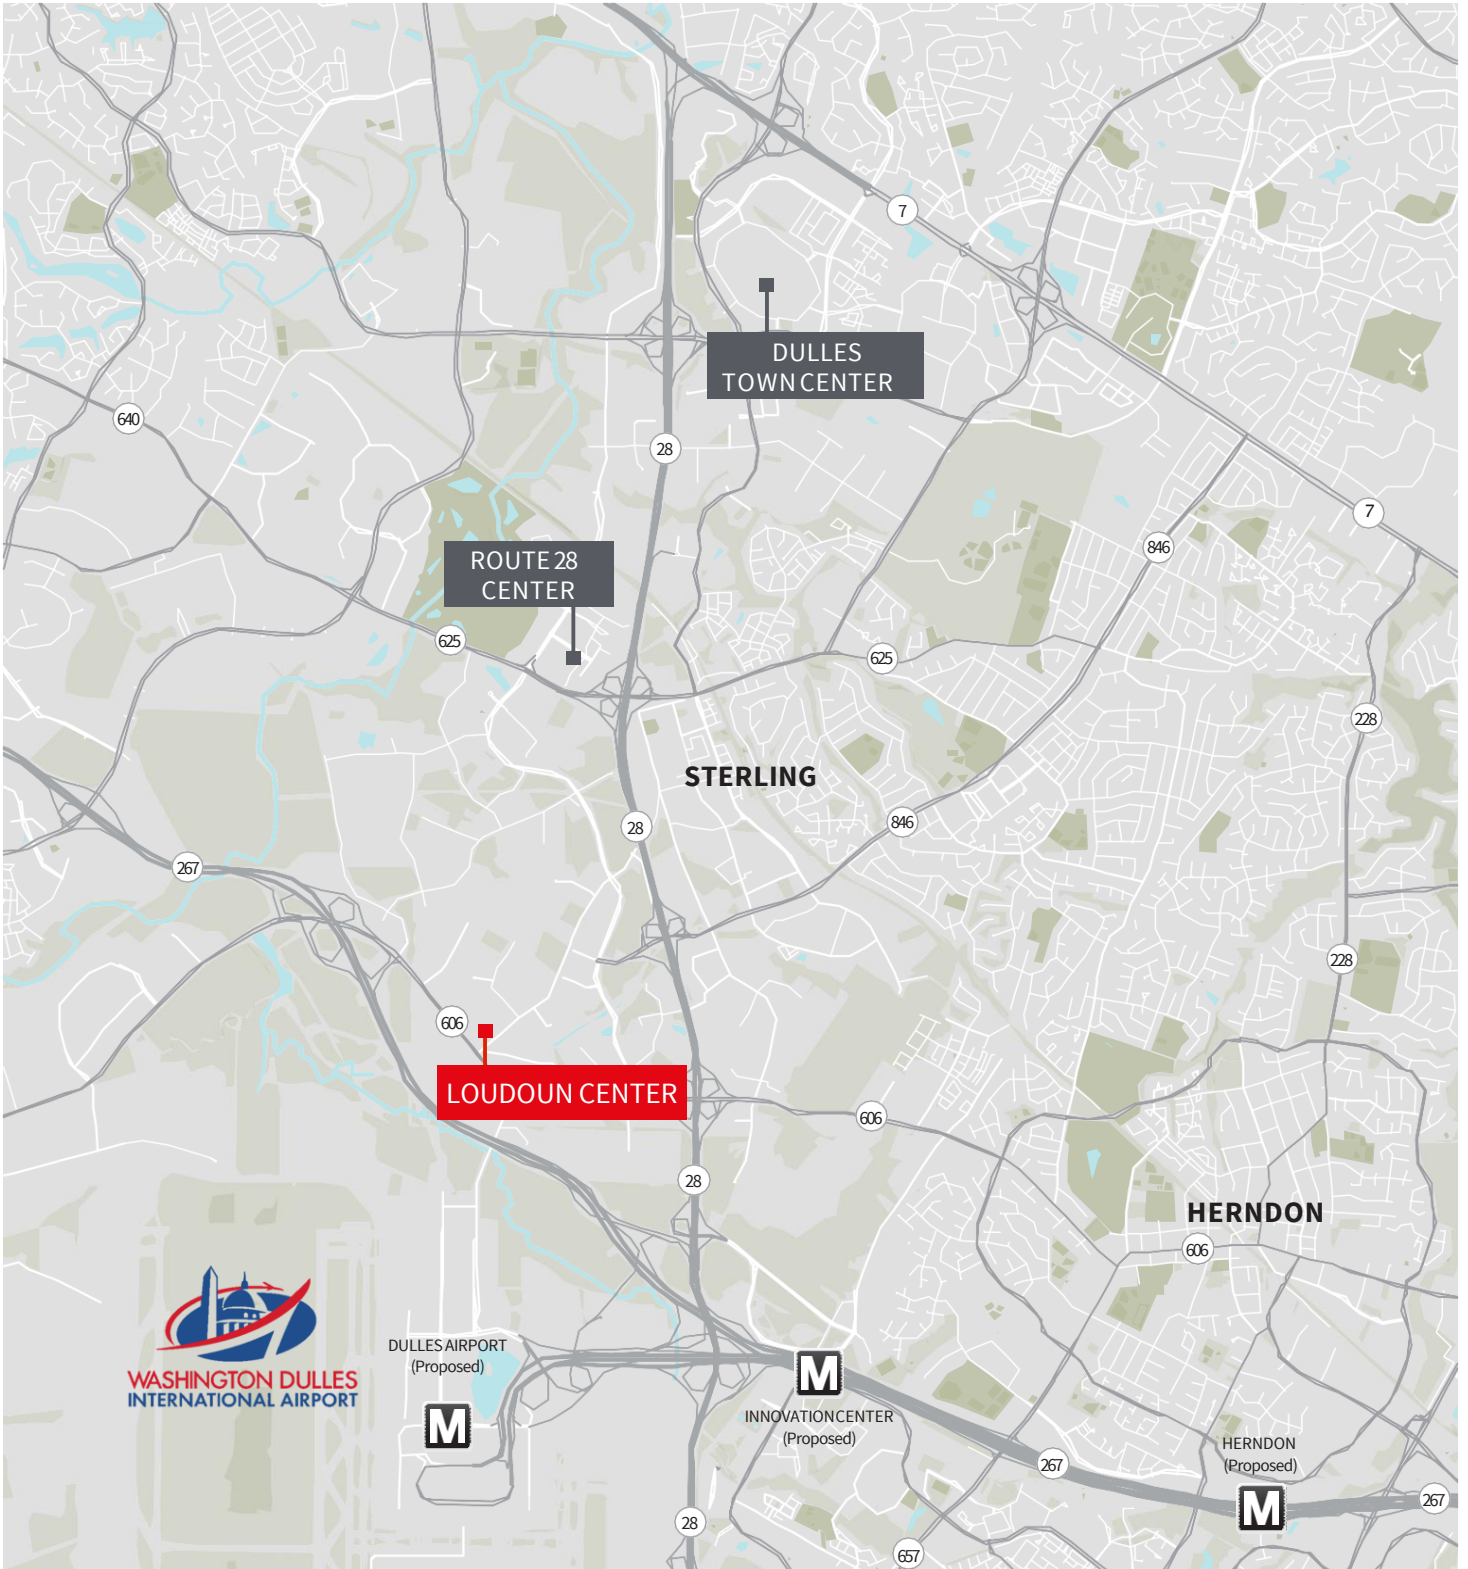 7
DULLES
TOWN CENTER
640
28
7
846
ROUTE 28
CENTER
625
625
228
STERLING
846
28
267
228
606
LOUDOUN CENTER
606
28
HERNDON
606
WASHINGTON DULLES
INTERNATIONAL AIRPORT
DULLES AIRPORT
(Proposed)
M
M
INNOVATION CENTER
(Proposed)
HERNDON
(Proposed)
267
M
267
28
657